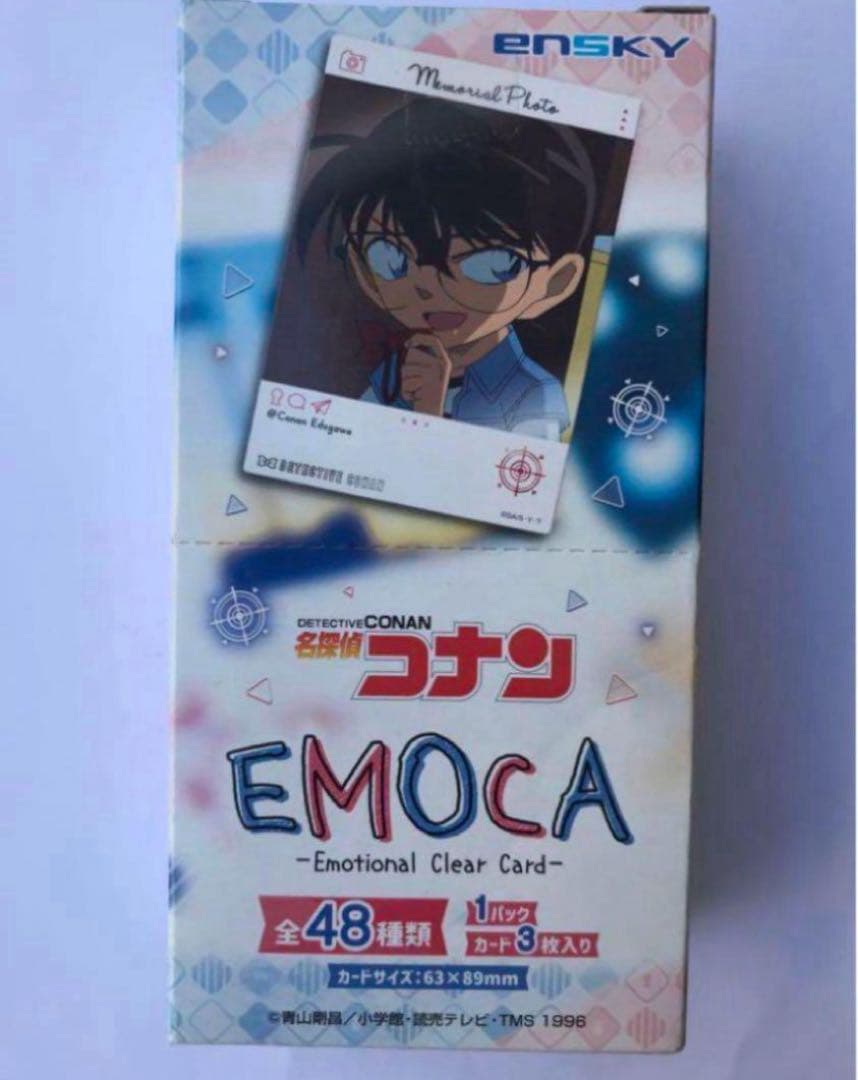 ensky
Memorial Photo
@Conan Edogawa
DETECTIVE CONAN
©GA/S・Y・T
DETECTIVE CONAN
名探偵コナン
EMOCA
-Emotional Clear Card-
全48種類
1パック
カード3枚入り
カードサイズ：63×89mm
©青山剛昌／小学館・読売テレビ・TMS 1996